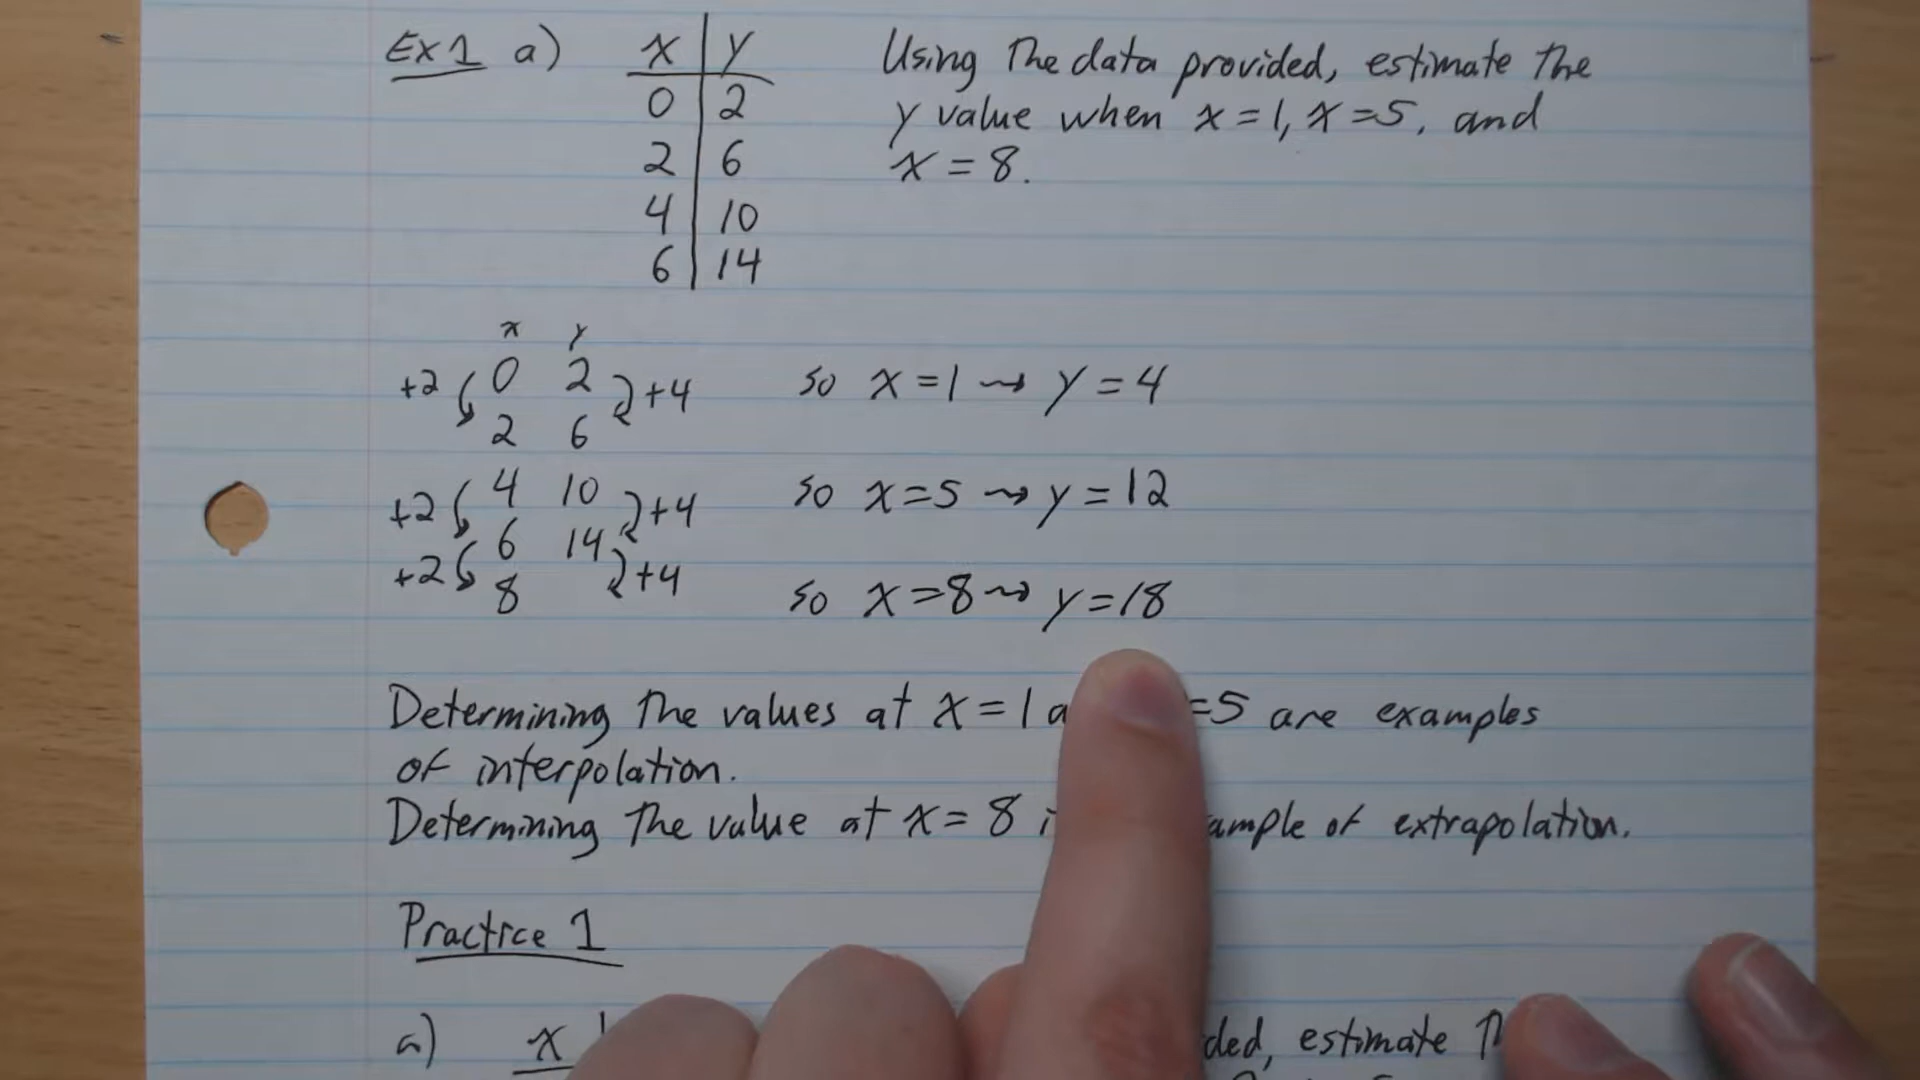 Ex 1 a) x y Using the data provided, estimate the
0 2 y value when x=1, x=5, and
2 6 x = 8.
4 10
6 14
x y
+2 0 2 +4 so x=1 → y=4
2 6
+2 4 10 +4 so x=5 → y=12
6 14
+2 8 +4 so x=8 → y=18
Determining the values at x=1 =5 are examples
of interpolation.
Determining the value at x= 8 of extrapolation.
Practice 1
a) x estimate